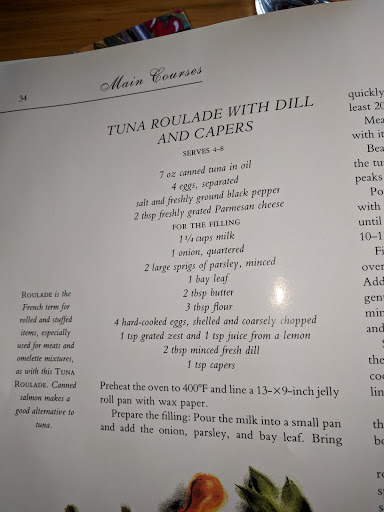 34
Main Courses
TUNA ROULADE WITH DILL
AND CAPERS
SERVES 4-8
7 oz canned tuna in oil
4 eggs, separated
salt and freshly ground black pepper
2 tbsp freshly grated Parmesan cheese
FOR THE FILLING
1 1/4 cups milk
1 onion, quartered
2 large sprigs of parsley, minced
1 bay leaf
2 tbsp butter
3 tbsp flour
4 hard-cooked eggs, shelled and coarsely chopped
1 tsp grated zest and 1 tsp juice from a lemon
2 tbsp minced fresh dill
1 tsp capers
ROULADE is the
French term for
rolled and stuffed
items, especially
used for meats and
omelette mixtures,
as with this TUNA
ROULADE. Canned
salmon makes a
good alternative to
tuna.
Preheat the oven to 400°F and line a 13-×9-inch jelly
roll pan with wax paper.
Prepare the filling: Pour the milk into a small pan
and add the onion, parsley, and bay leaf. Bring
quickly
least 20
Mea
with it
Bea
the tu
peaks
Po
with
until
10–1
Fi
over
Add
gen
min
and
S
the
co
lin
th
b
r
s
s